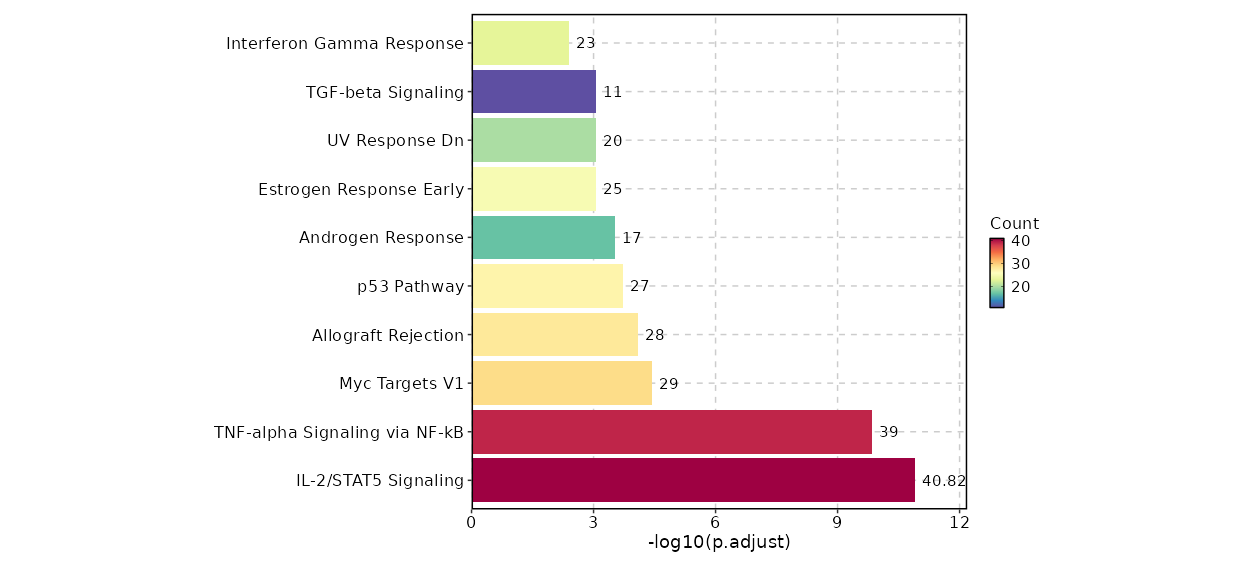 Interferon Gamma Response 23
TGF-beta Signaling 11
UV Response Dn 20
Estrogen Response Early 25
Androgen Response 17
p53 Pathway 27
Allograft Rejection 28
Myc Targets V1 29
TNF-alpha Signaling via NF-kB 39
IL-2/STAT5 Signaling 40.82
0 3 6 9 12
-log10(p.adjust)
Count
40
30
20